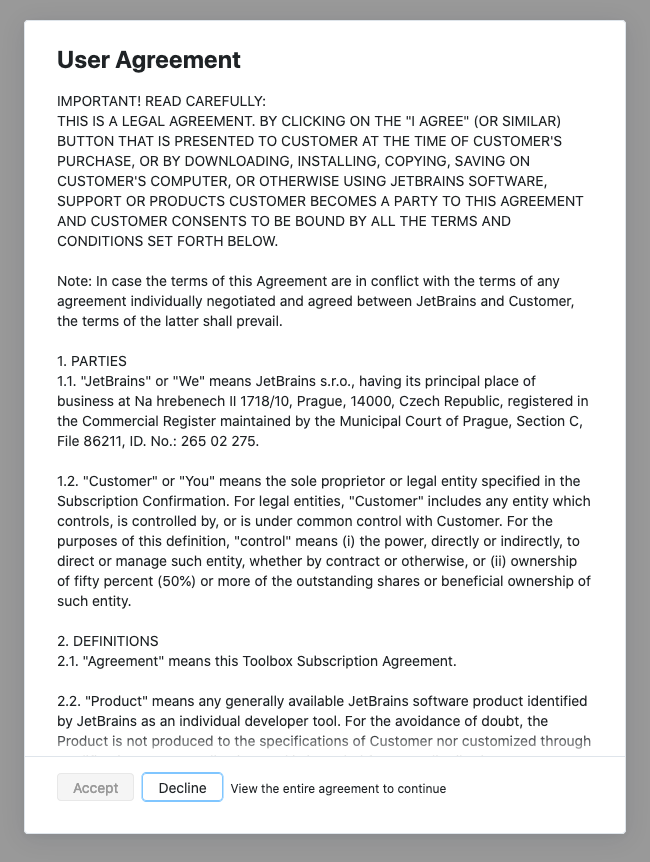 User Agreement
IMPORTANT! READ CAREFULLY:
THIS IS A LEGAL AGREEMENT. BY CLICKING ON THE "I AGREE" (OR SIMILAR)
BUTTON THAT IS PRESENTED TO CUSTOMER AT THE TIME OF CUSTOMER'S
PURCHASE, OR BY DOWNLOADING, INSTALLING, COPYING, SAVING ON
CUSTOMER'S COMPUTER, OR OTHERWISE USING JETBRAINS SOFTWARE,
SUPPORT OR PRODUCTS CUSTOMER BECOMES A PARTY TO THIS AGREEMENT
AND CUSTOMER CONSENTS TO BE BOUND BY ALL THE TERMS AND
CONDITIONS SET FORTH BELOW.
Note: In case the terms of this Agreement are in conflict with the terms of any
agreement individually negotiated and agreed between JetBrains and Customer,
the terms of the latter shall prevail.
1. PARTIES
1.1. "JetBrains" or "We" means JetBrains s.r.o., having its principal place of
business at Na hrebenech II 1718/10, Prague, 14000, Czech Republic, registered in
the Commercial Register maintained by the Municipal Court of Prague, Section C,
File 86211, ID. No.: 265 02 275.
1.2. "Customer" or "You" means the sole proprietor or legal entity specified in the
Subscription Confirmation. For legal entities, "Customer" includes any entity which
controls, is controlled by, or is under common control with Customer. For the
purposes of this definition, "control" means (i) the power, directly or indirectly, to
direct or manage such entity, whether by contract or otherwise, or (ii) ownership
of fifty percent (50%) or more of the outstanding shares or beneficial ownership of
such entity.
2. DEFINITIONS
2.1. "Agreement" means this Toolbox Subscription Agreement.
2.2. "Product" means any generally available JetBrains software product identified
by JetBrains as an individual developer tool. For the avoidance of doubt, the
Product is not produced to the specifications of Customer nor customized through
Accept
Decline
View the entire agreement to continue